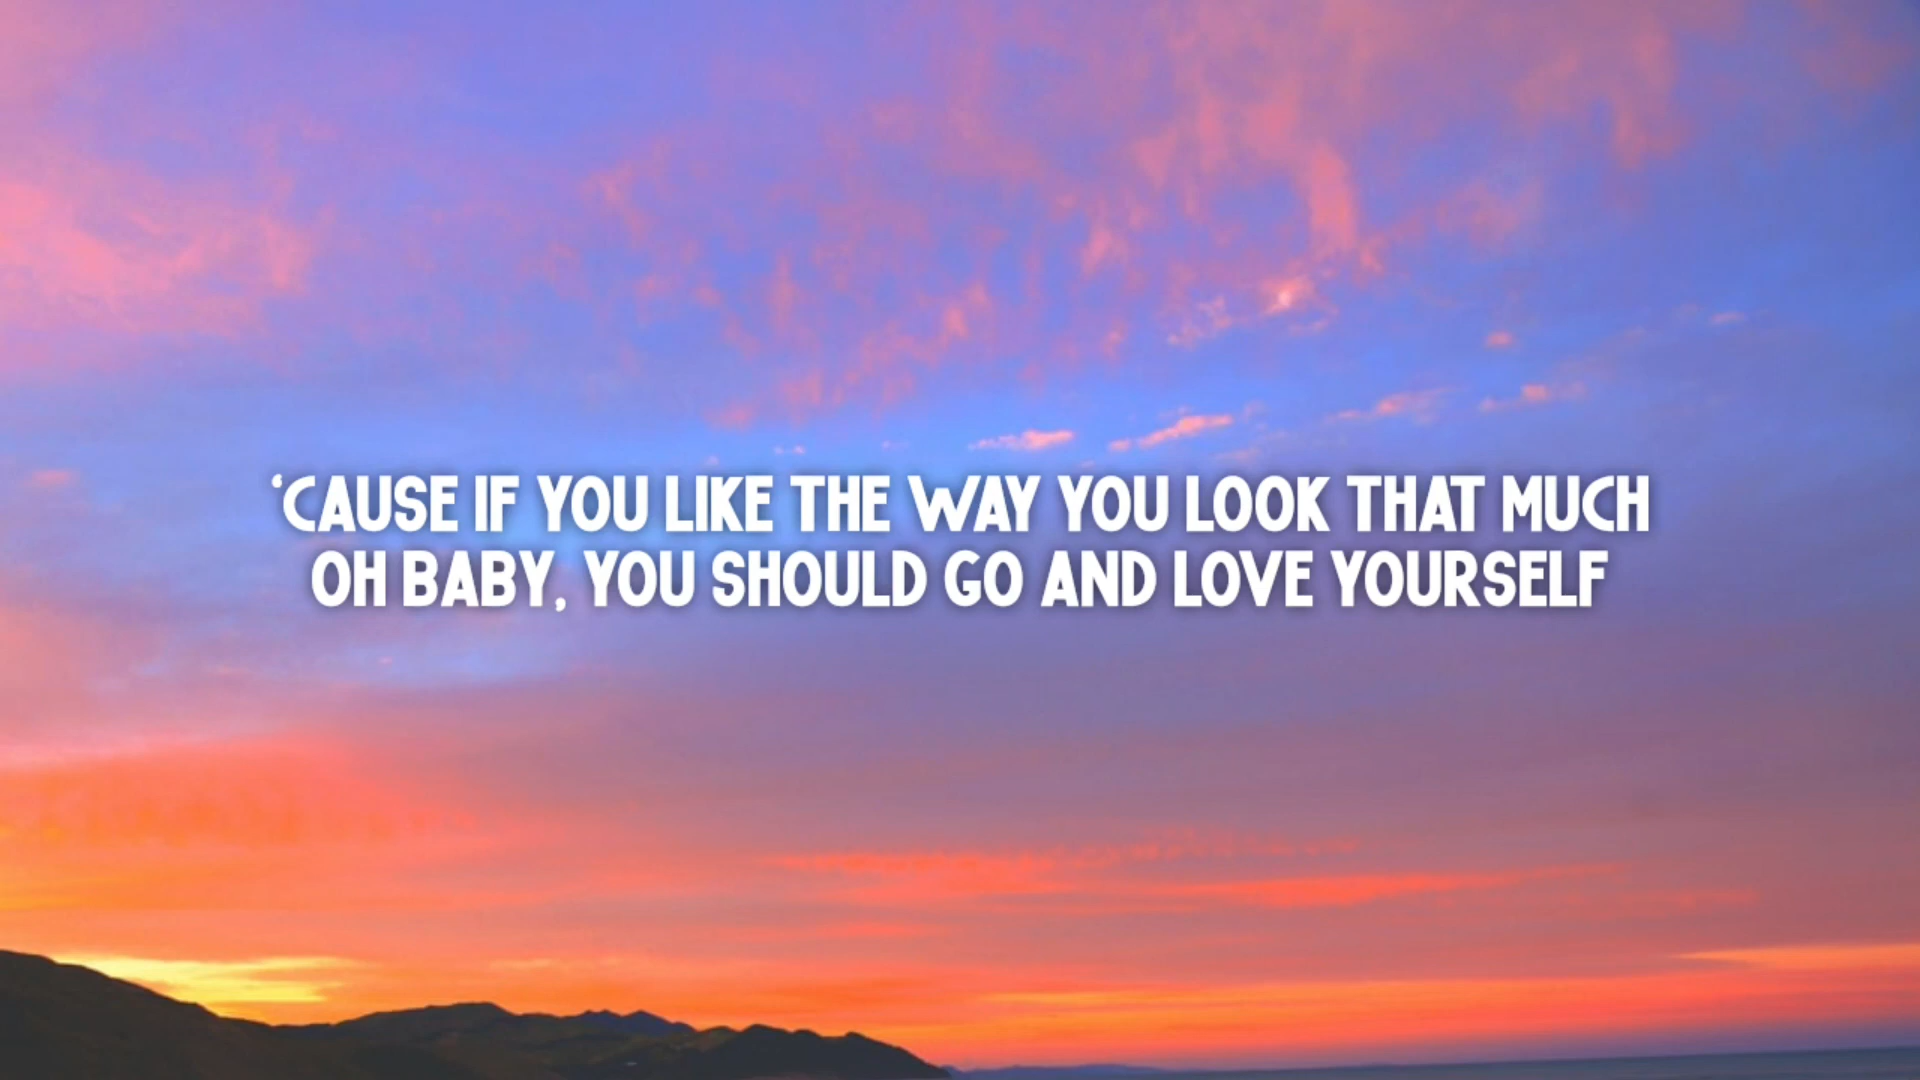 ‘CAUSE IF YOU LIKE THE WAY YOU LOOK THAT MUCH
OH BABY, YOU SHOULD GO AND LOVE YOURSELF